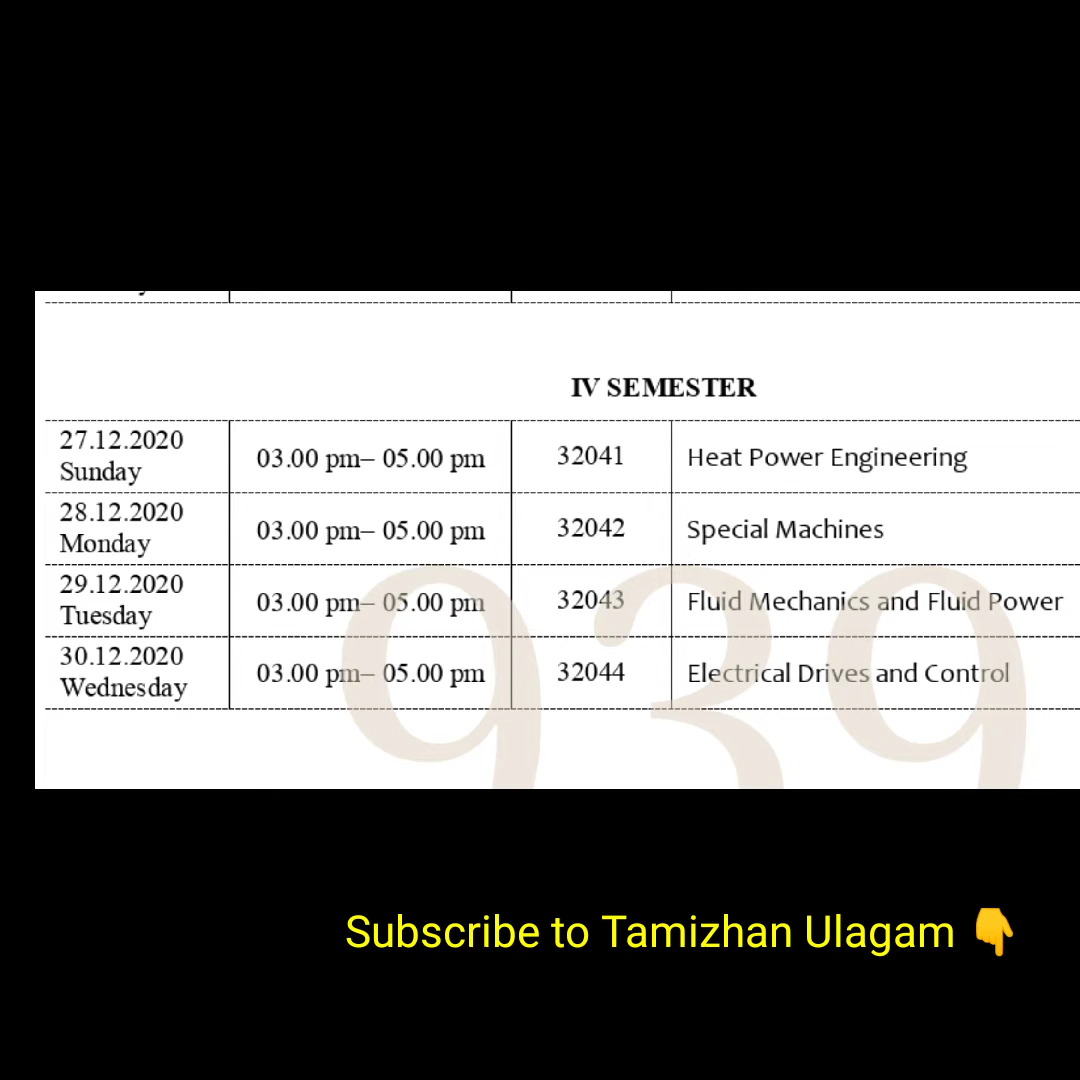 IV SEMESTER
27.12.2020
Sunday
03.00 pm– 05.00 pm
32041
Heat Power Engineering
28.12.2020
Monday
03.00 pm– 05.00 pm
32042
Special Machines
29.12.2020
Tuesday
03.00 pm– 05.00 pm
32043
Fluid Mechanics and Fluid Power
30.12.2020
Wednesday
03.00 pm– 05.00 pm
32044
Electrical Drives and Control
939
Subscribe to Tamizhan Ulagam 👇